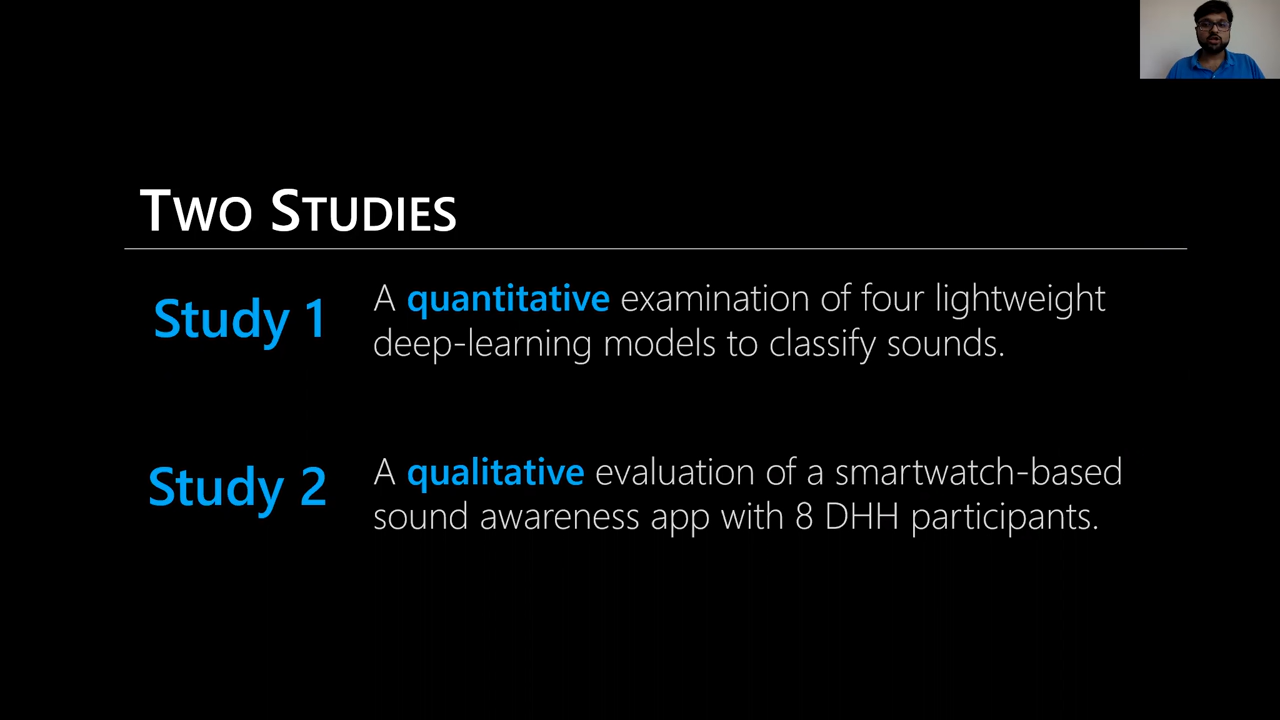 TWO STUDIES
Study 1
A quantitative examination of four lightweight
deep-learning models to classify sounds.
Study 2
A qualitative evaluation of a smartwatch-based
sound awareness app with 8 DHH participants.